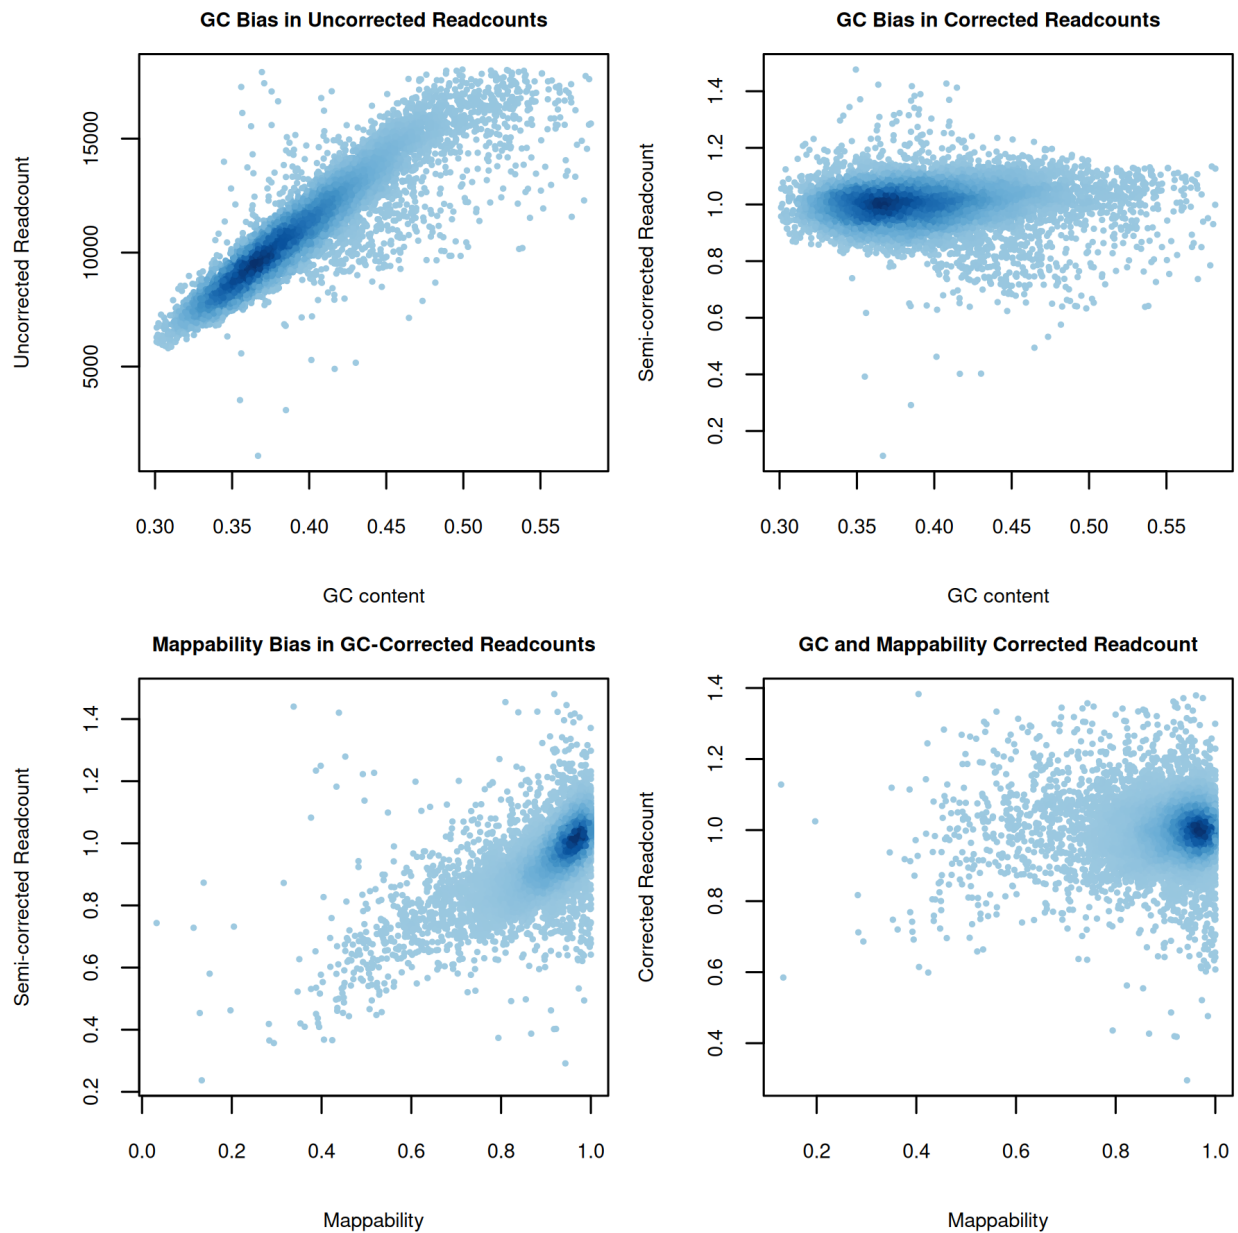 GC Bias in Uncorrected Readcounts
Uncorrected Readcount
15000
10000
5000
0.30 0.35 0.40 0.45 0.50 0.55
GC content
GC Bias in Corrected Readcounts
Semi-corrected Readcount
1.4
1.2
1.0
0.8
0.6
0.4
0.2
0.30 0.35 0.40 0.45 0.50 0.55
GC content
Mappability Bias in GC-Corrected Readcounts
Semi-corrected Readcount
1.4
1.2
1.0
0.8
0.6
0.4
0.2
0.0 0.2 0.4 0.6 0.8 1.0
Mappability
GC and Mappability Corrected Readcount
Corrected Readcount
1.4
1.2
1.0
0.8
0.6
0.4
0.2 0.4 0.6 0.8 1.0
Mappability